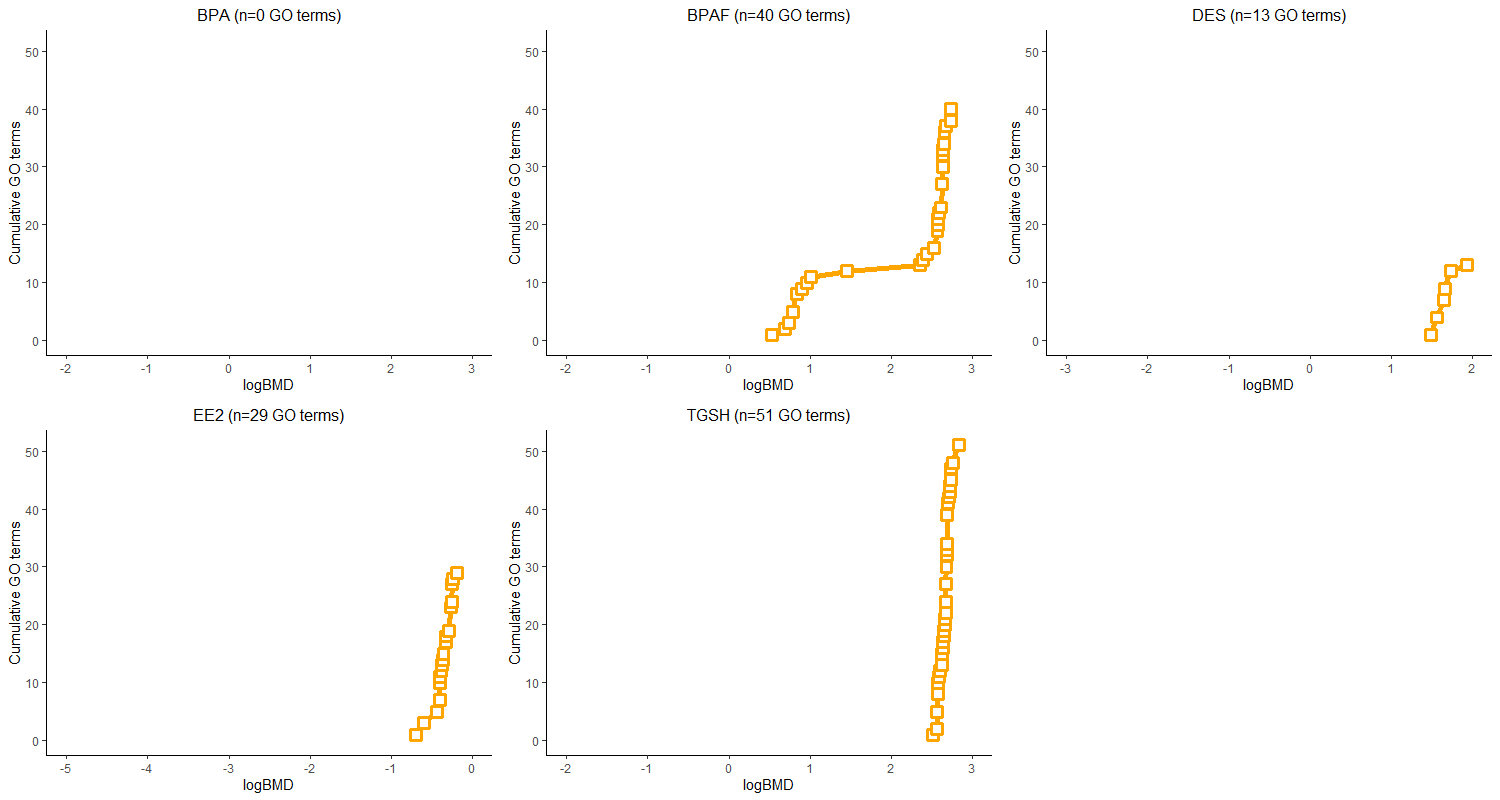 BPA (n=0 GO terms)
Cumulative GO terms
50
40
30
20
10
0
-2 -1 0 1 2 3
logBMD
BPAF (n=40 GO terms)
Cumulative GO terms
50
40
30
20
10
0
-2 -1 0 1 2 3
logBMD
DES (n=13 GO terms)
Cumulative GO terms
50
40
30
20
10
0
-3 -2 -1 0 1 2
logBMD
EE2 (n=29 GO terms)
Cumulative GO terms
50
40
30
20
10
0
-5 -4 -3 -2 -1 0
logBMD
TGSH (n=51 GO terms)
Cumulative GO terms
50
40
30
20
10
0
-2 -1 0 1 2 3
logBMD